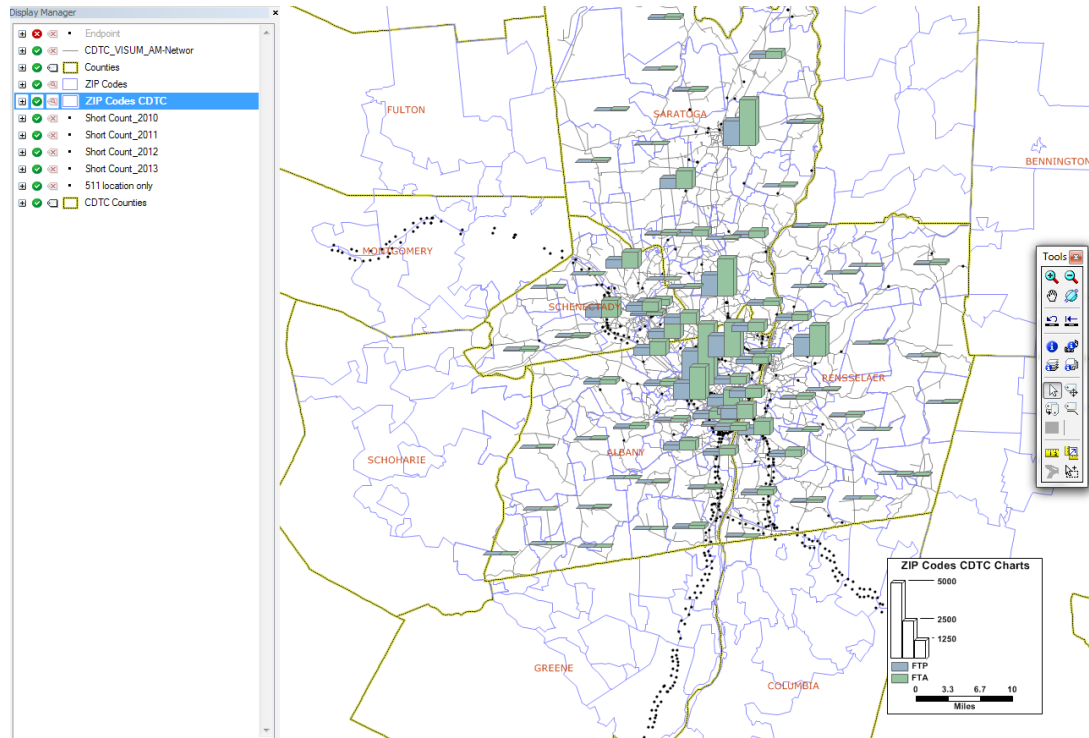 Display Manager
Endpoint
CDTC_VISUM_AM-Networ
Counties
ZIP Codes
ZIP Codes CDTC
Short Count_2010
Short Count_2011
Short Count_2012
Short Count_2013
511 location only
CDTC Counties
FULTON
SARATOGA
BENNINGTON
MONTGOMERY
Tools
SCHENECTADY
RENSSELAER
ALBANY
SCHOHARIE
GREENE
COLUMBIA
ZIP Codes CDTC Charts
5000
2500
1250
FTP
FTA
0 3.3 6.7 10
Miles